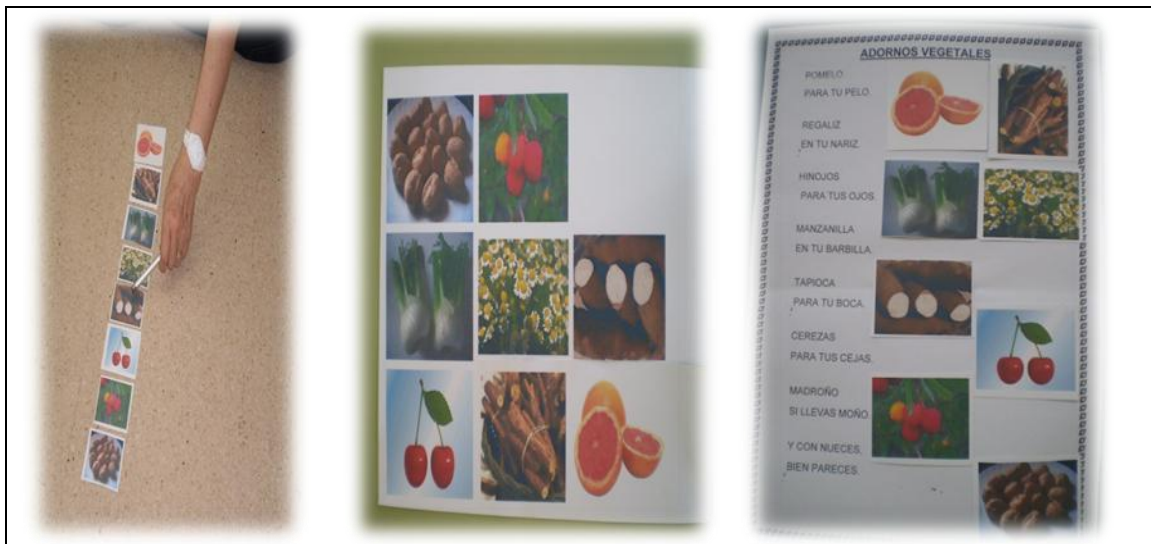 ADORNOS VEGETALES
POMELO
PARA TU PELO.
REGALIZ
EN TU NARIZ.
HINOJOS
PARA TUS OJOS.
MANZANILLA
EN TU BARBILLA.
TAPIOCA
PARA TU BOCA.
CEREZAS
PARA TUS CEJAS.
MADROÑO
SI LLEVAS MOÑO.
Y CON NUECES,
BIEN PARECES.